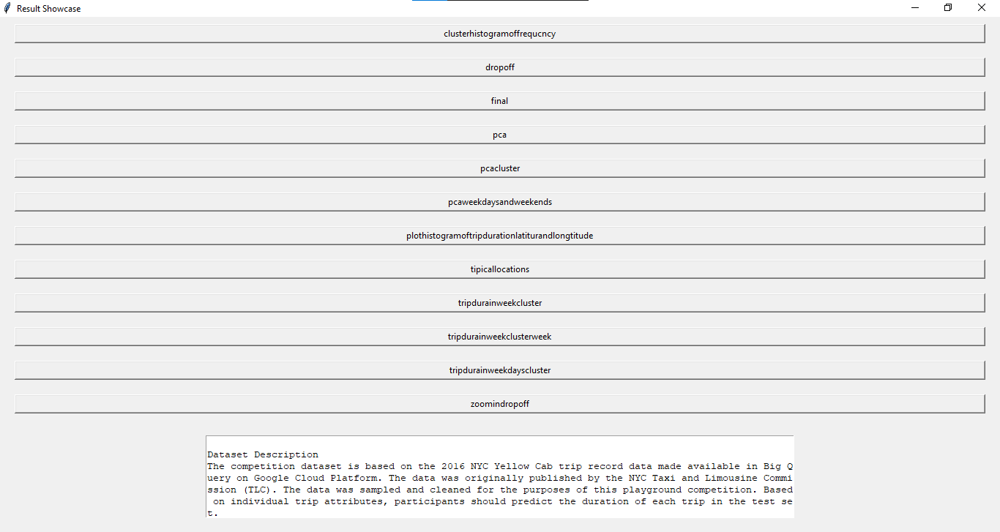 Result Showcase
clusterhistogramoffrequcncy
dropoff
final
pca
pcacluster
pcaweekdaysandweekends
plothistogramoftripdurationlatiturandlongtitude
tipicallocations
tripdurainweekcluster
tripdurainweekclusterweek
tripdurainweekdayscluster
zoomindropoff
Dataset Description
The competition dataset is based on the 2016 NYC Yellow Cab trip record data made available in Big Q
uery on Google Cloud Platform. The data was originally published by the NYC Taxi and Limousine Commi
ssion (TLC). The data was sampled and cleaned for the purposes of this playground competition. Based
on individual trip attributes, participants should predict the duration of each trip in the test se
t.